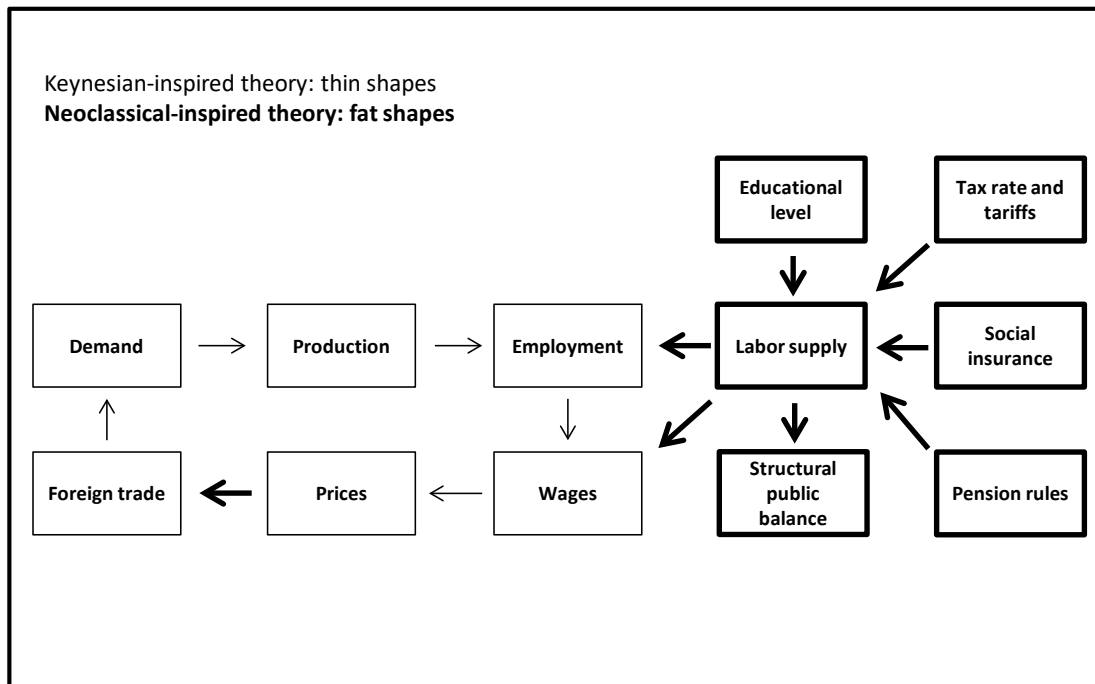 Keynesian-inspired theory: thin shapes
Neoclassical-inspired theory: fat shapes
Educational
level
Tax rate and
tariffs
Demand
Production
Employment
Labor supply
Social
insurance
Foreign trade
Prices
Wages
Structural
public
balance
Pension rules